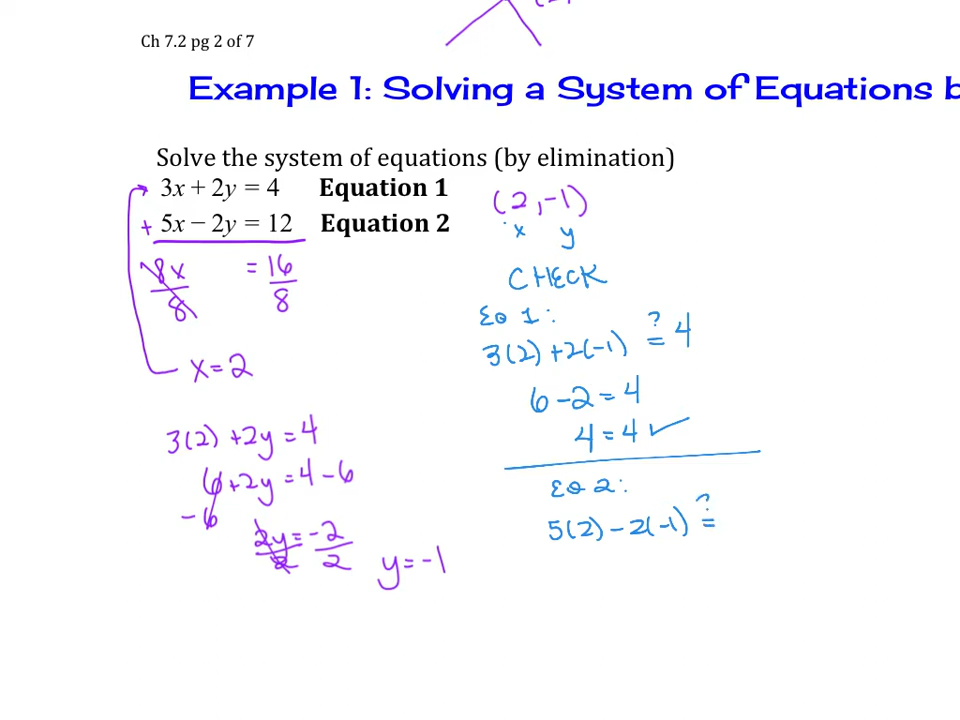 Ch 7.2 pg 2 of 7
Example 1: Solving a System of Equations b
Solve the system of equations (by elimination)
3x + 2y = 4 Equation 1
+ 5x − 2y = 12 Equation 2
8x/8 = 16/8
x = 2
3(2) + 2y = 4
6 + 2y = 4 - 6
- 6
2y/2 = -2/2
y = -1
(2, -1)
x y
CHECK
EQ 1:
3(2) + 2(-1) ?= 4
6 - 2 = 4
4 = 4 ✓
EQ 2:
5(2) - 2(-1) ?=